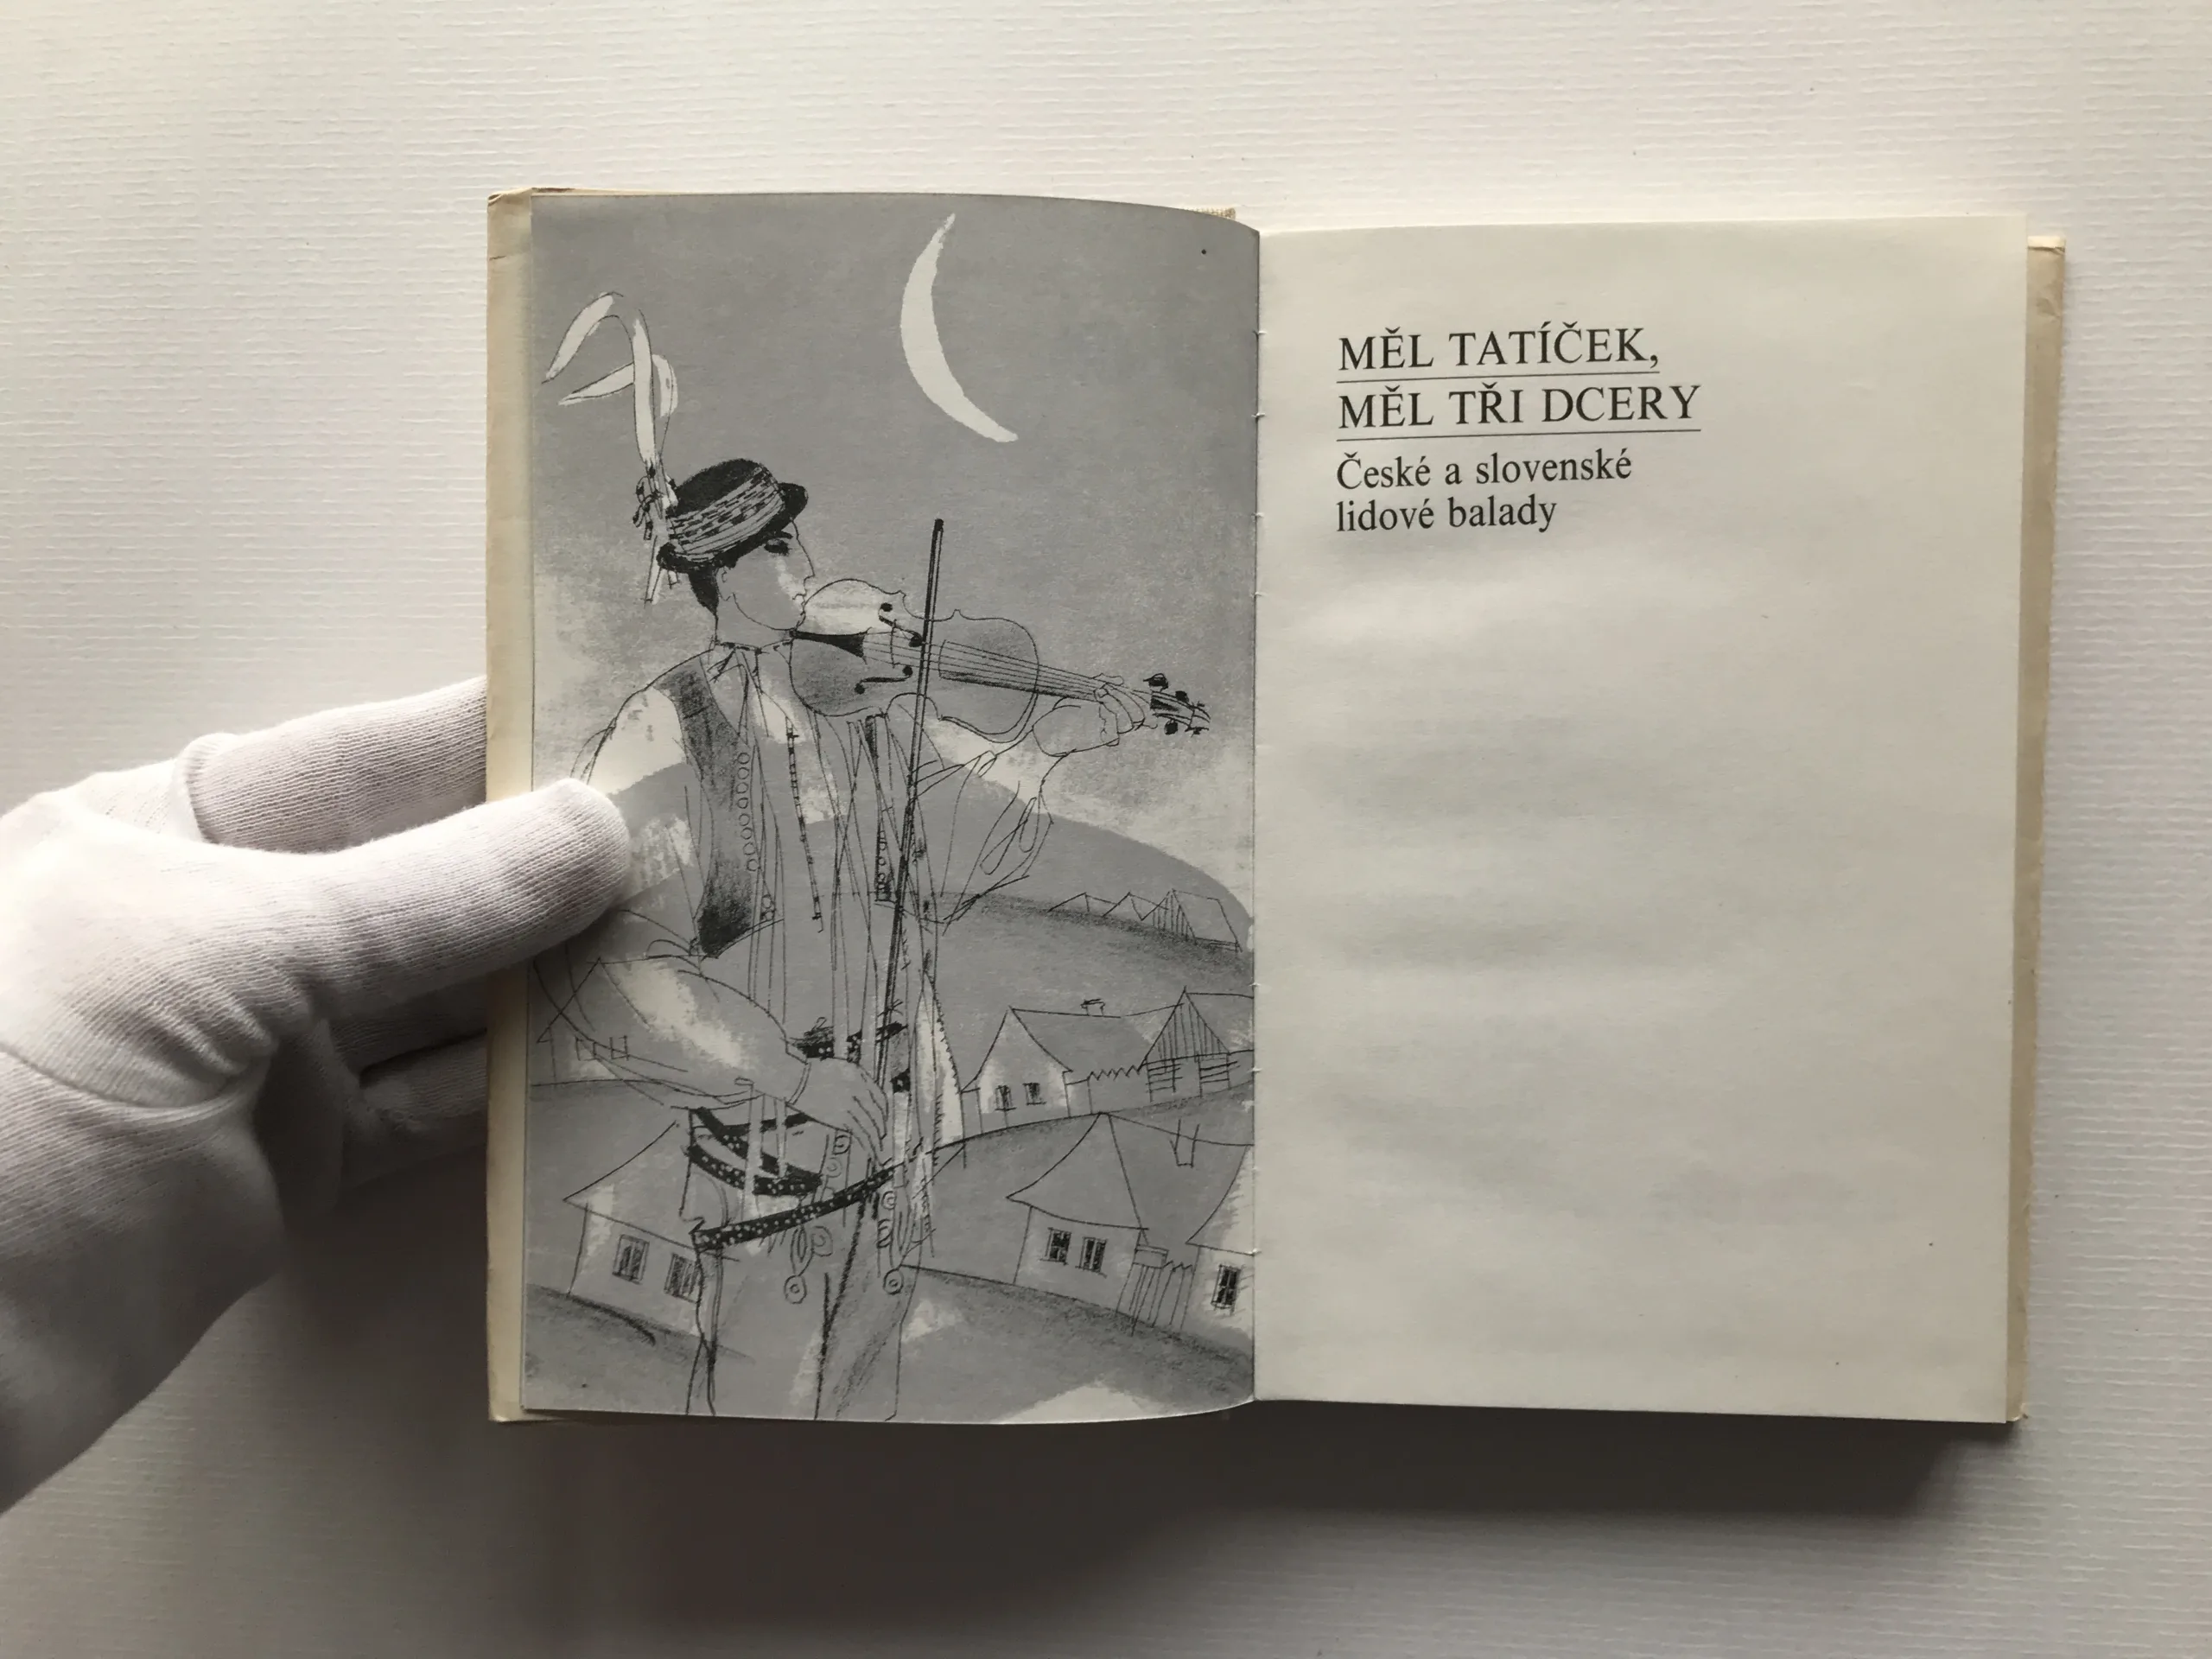 MĚL TATÍČEK,
MĚL TŘI DCERY
České a slovenské
lidové balady